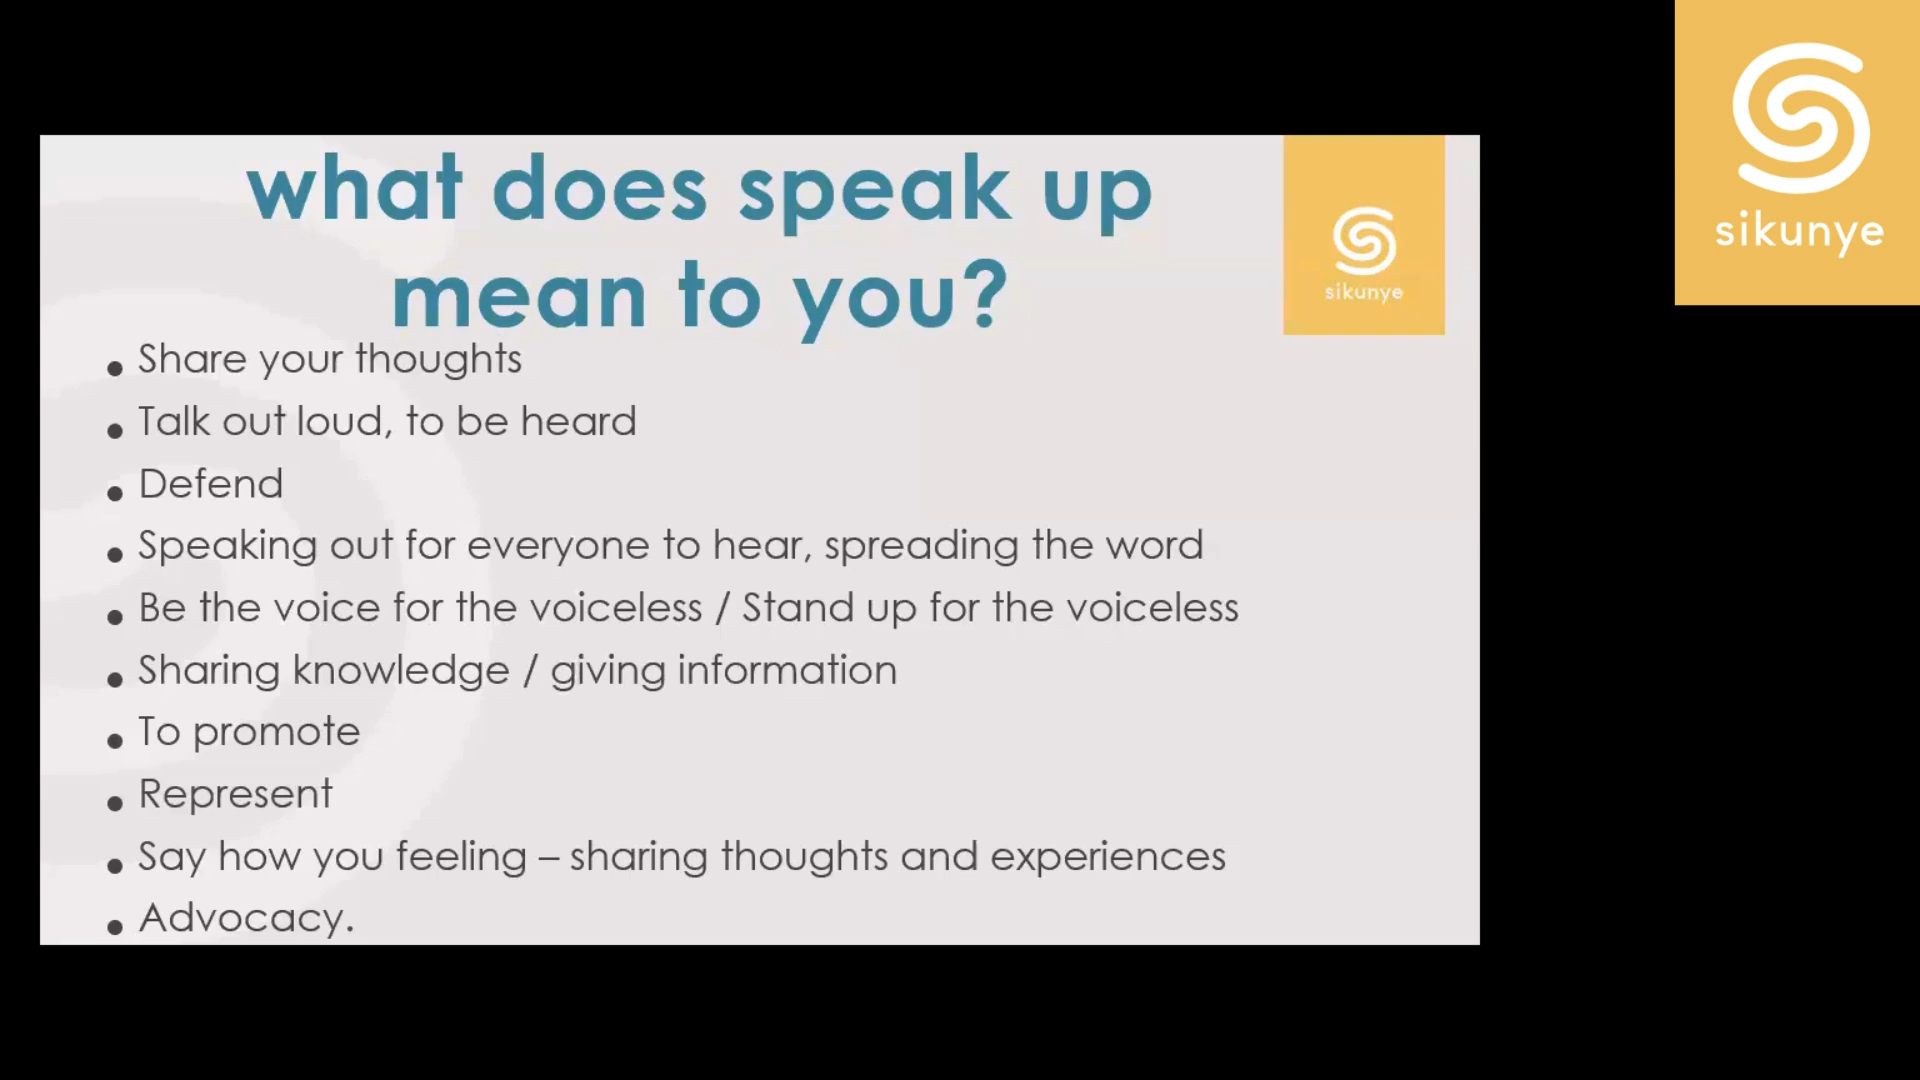 what does speak up
mean to you?
sikunye
sikunye
• Share your thoughts
• Talk out loud, to be heard
• Defend
• Speaking out for everyone to hear, spreading the word
• Be the voice for the voiceless / Stand up for the voiceless
• Sharing knowledge / giving information
• To promote
• Represent
• Say how you feeling – sharing thoughts and experiences
• Advocacy.